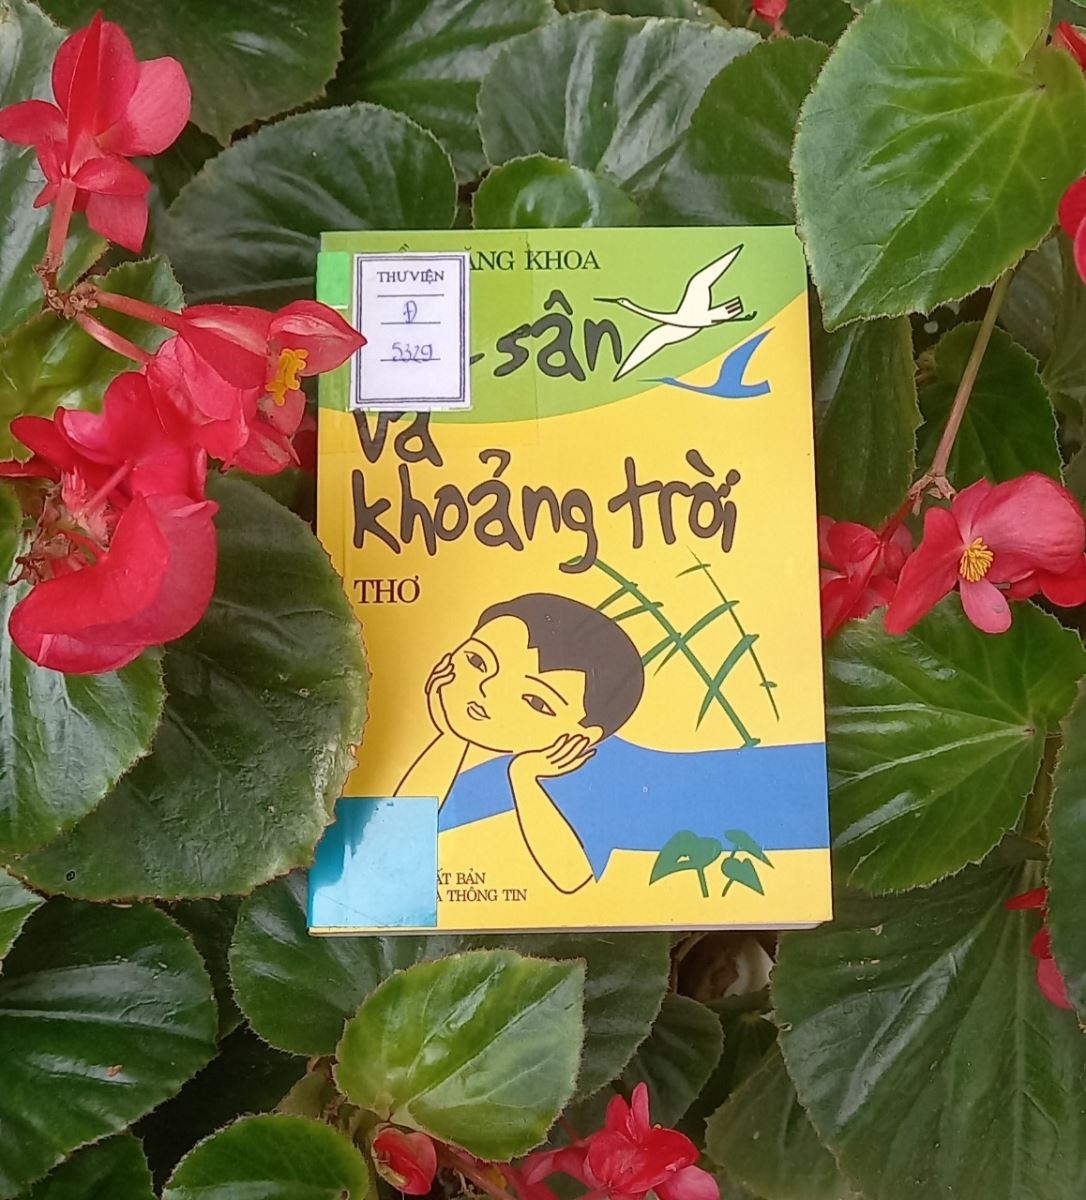 ĂNG KHOA
THƯ VIỆN
Đ
5329
sân
và
khoảng trời
THƠ
ẤT BẢN
A THÔNG TIN